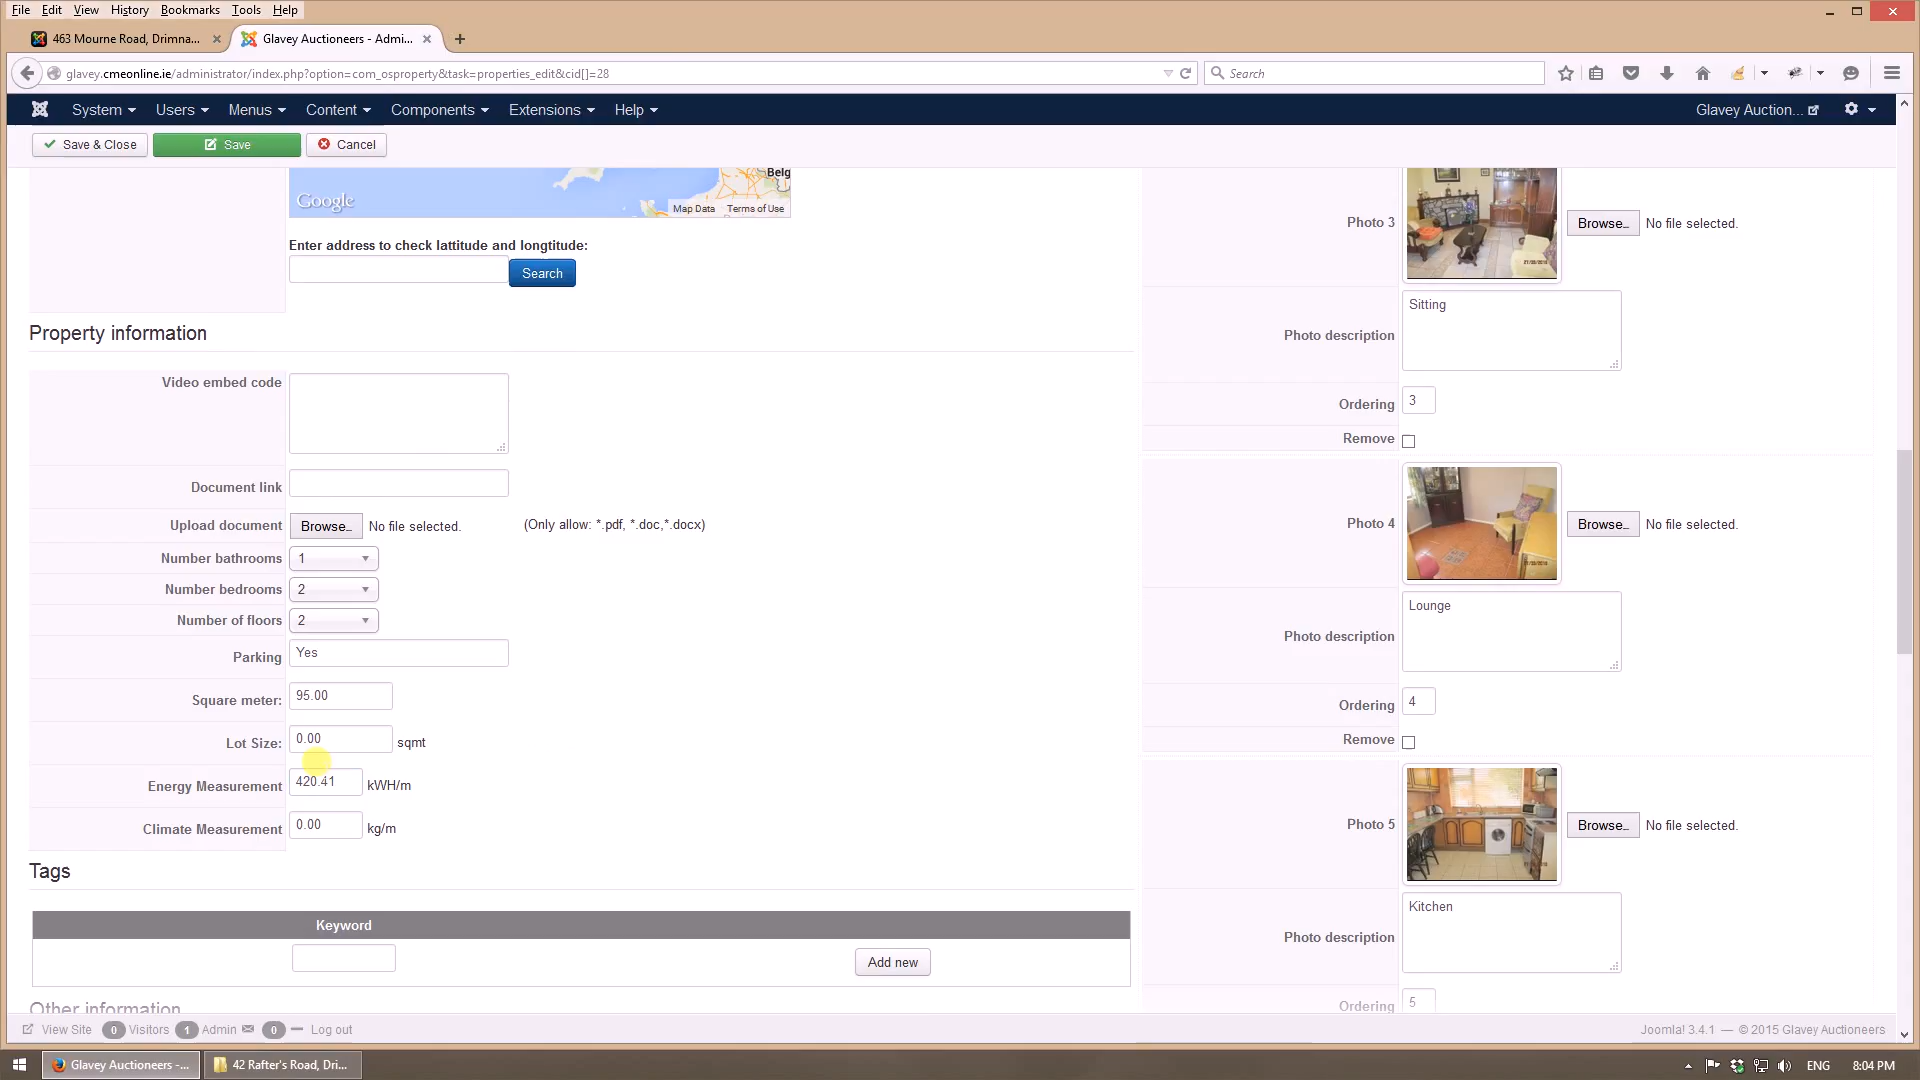 File Edit View History Bookmarks Tools Help
463 Mourne Road, Drimna...
Glavey Auctioneers - Admi...
glavey.cmeonline.ie/administrator/index.php?option=com_osproperty&task=properties_edit&cid[]=28
Search
System Users Menus Content Components Extensions Help
Glavey Auction...
Save & Close
Save
Cancel
Belg
Google
Map Data Terms of Use
Enter address to check lattitude and longtitude:
Search
Property information
Video embed code
Document link
Upload document Browse... No file selected. (Only allow: *.pdf, *.doc,*.docx)
Number bathrooms 1
Number bedrooms 2
Number of floors 2
Parking Yes
Square meter: 95.00
Lot Size: 0.00 sqmt
Energy Measurement 420.41 kWH/m
Climate Measurement 0.00 kg/m
Tags
Keyword
Add new
Other information
Photo 3 Browse... No file selected.
Photo description Sitting
Ordering 3
Remove
Photo 4 Browse... No file selected.
Photo description Lounge
Ordering 4
Remove
Photo 5 Browse... No file selected.
Photo description Kitchen
Ordering 5
View Site 0 Visitors 1 Admin 0 Log out
Joomla! 3.4.1 — © 2015 Glavey Auctioneers
Glavey Auctioneers -...
42 Rafter's Road, Dri...
ENG
8:04 PM